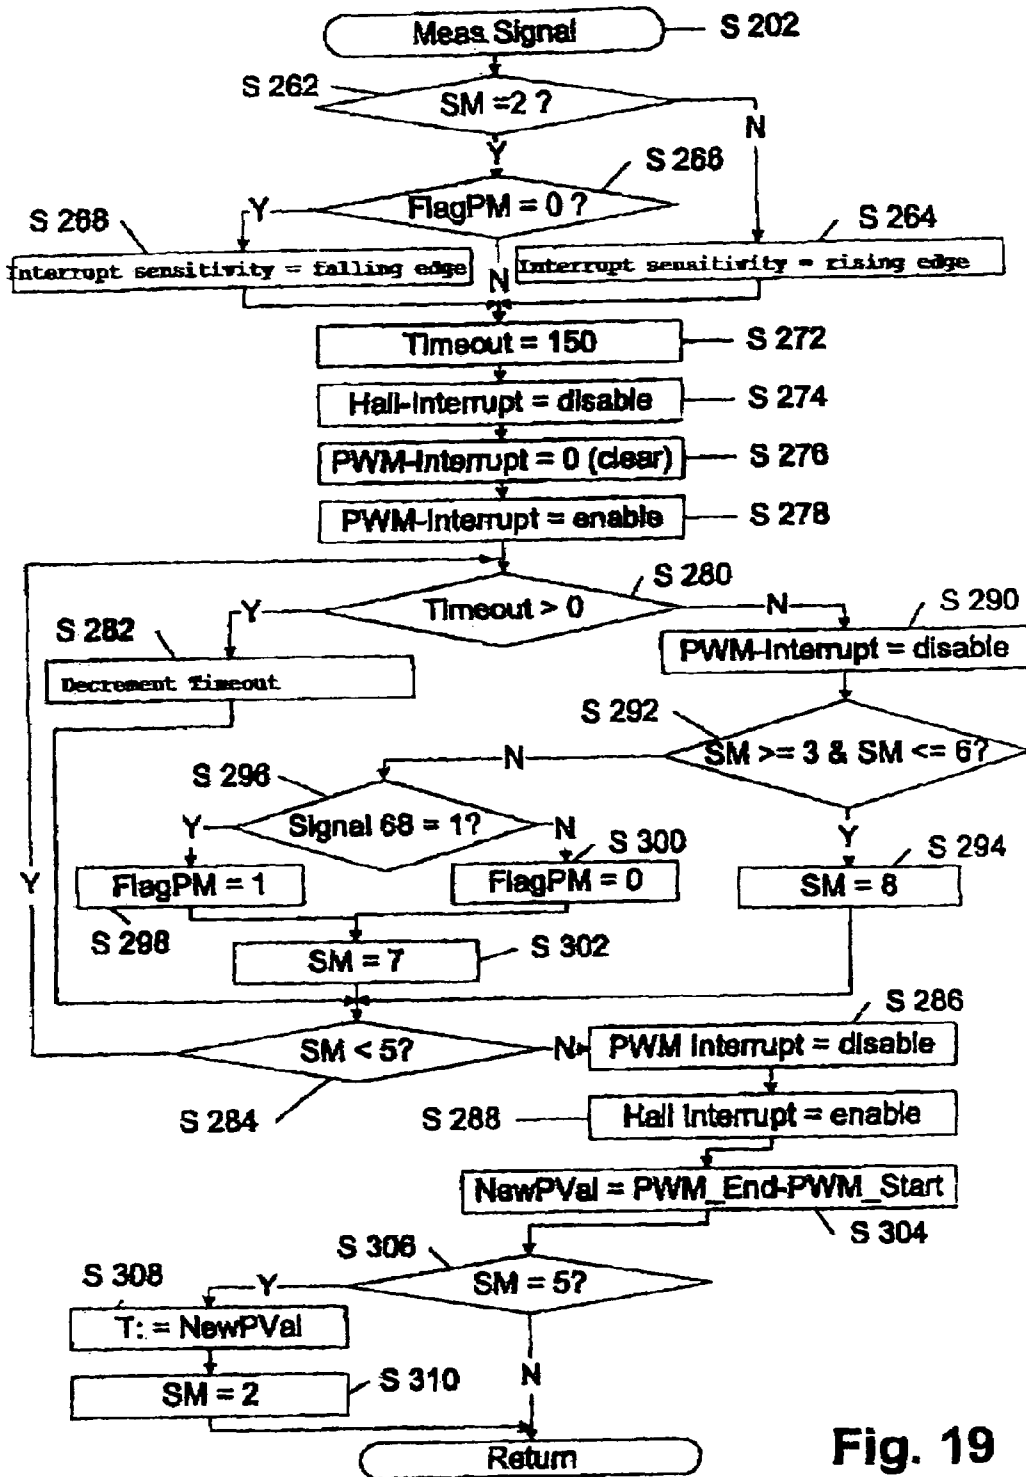 Meas Signal
S 202
S 262
SM =2 ?
N
Y
S 266
FlagPM = 0 ?
Y
S 268
S 264
Interrupt sensitivity = falling edge
N
Interrupt sensitivity = rising edge
Timeout = 150
S 272
Hall-Interrupt = disable
S 274
PWM-Interrupt = 0 (clear)
S 276
PWM-Interrupt = enable
S 278
S 280
Timeout > 0
Y
N
S 290
S 282
PWM-Interrupt = disable
Decrement Timeout
S 292
SM >= 3 & SM <= 6?
N
S 296
Signal 68 = 1?
Y
N
Y
S 300
S 294
Y
FlagPM = 1
FlagPM = 0
SM = 8
S 298
S 302
SM = 7
S 286
SM < 5?
N
PWM Interrupt = disable
S 284
S 288
Hall Interrupt = enable
NewPVal = PWM_End-PWM_Start
S 304
S 306
SM = 5?
S 308
Y
T: = NewPVal
N
SM = 2
S 310
Return
Fig. 19